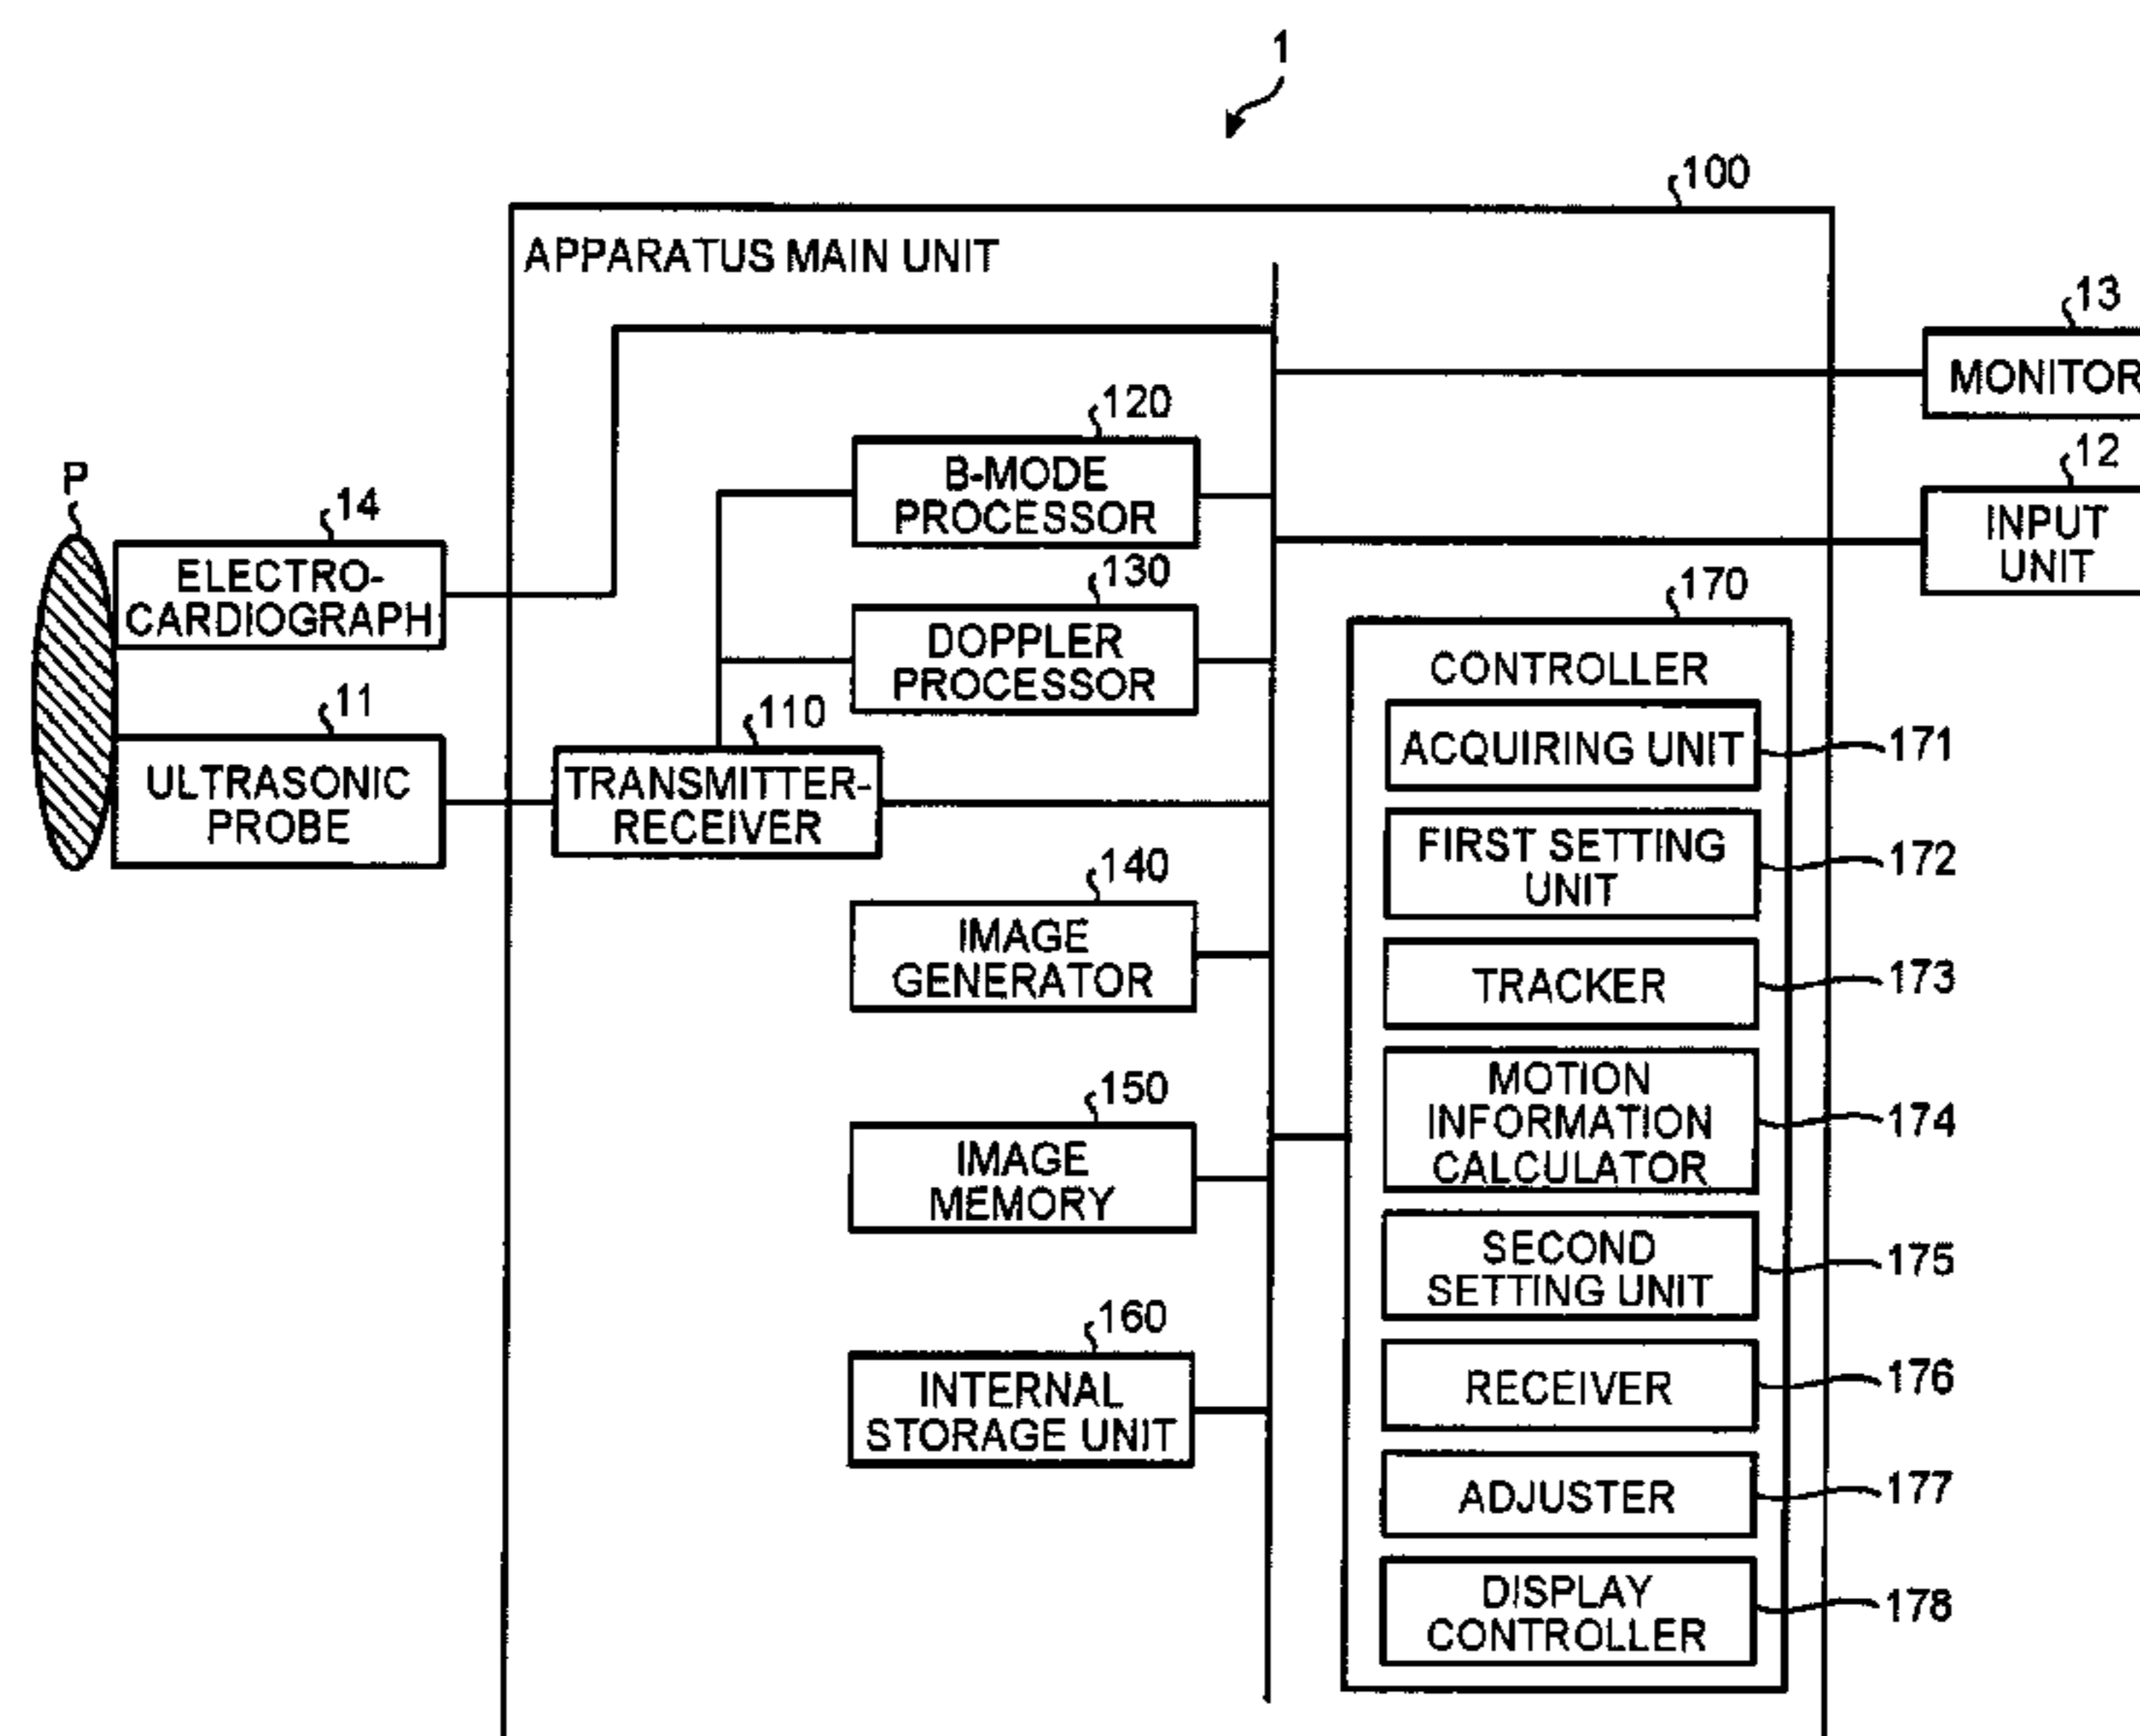 1
100
APPARATUS MAIN UNIT
13
MONITOR
120
B-MODE
PROCESSOR
12
INPUT
UNIT
P
14
ELECTRO-
CARDIOGRAPH
130
DOPPLER
PROCESSOR
11
ULTRASONIC
PROBE
110
TRANSMITTER-
RECEIVER
140
IMAGE
GENERATOR
150
IMAGE
MEMORY
160
INTERNAL
STORAGE UNIT
170
CONTROLLER
ACQUIRING UNIT
171
FIRST SETTING
UNIT
172
TRACKER
173
MOTION
INFORMATION
CALCULATOR
174
SECOND
SETTING UNIT
175
RECEIVER
176
ADJUSTER
177
DISPLAY
CONTROLLER
178